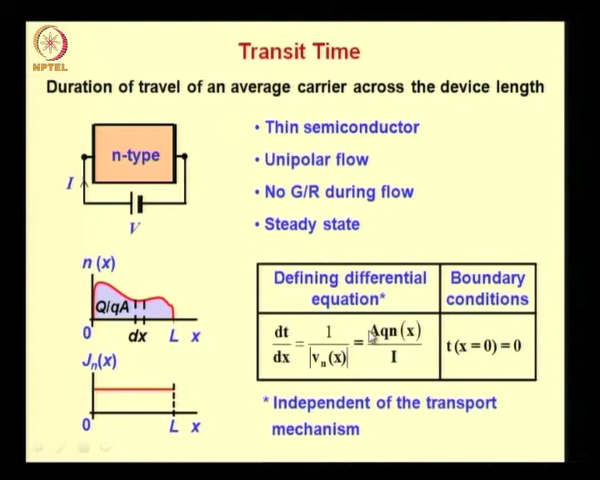 Transit Time
NPTEL
Duration of travel of an average carrier across the device length
n-type
I
V
• Thin semiconductor
• Unipolar flow
• No G/R during flow
• Steady state
n (x)
Q/qA
0 dx L x
Jn(x)
0 L x
Defining differential equation*
Boundary conditions
dt/dx = 1/|vn(x)| = Aqn(x)/I
t(x=0)=0
* Independent of the transport
mechanism